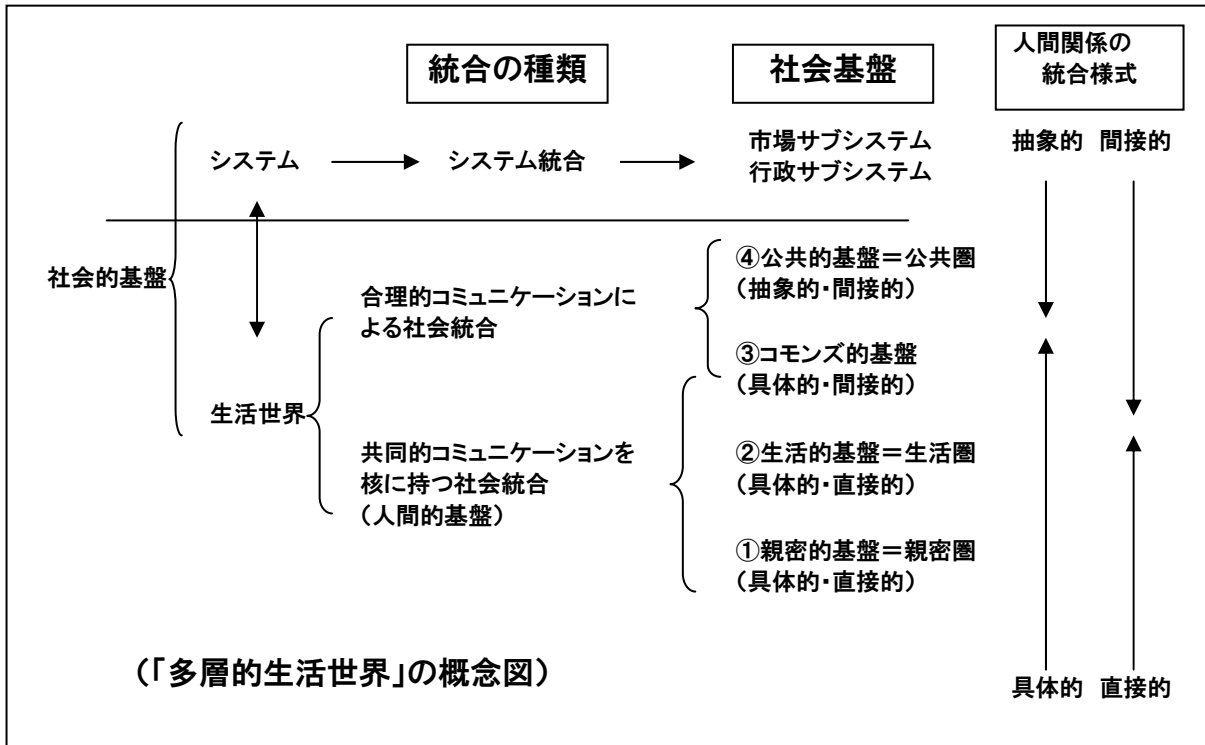 統合の種類
社会基盤
人間関係の
統合様式
システム
システム統合
市場サブシステム
行政サブシステム
抽象的 間接的
社会的基盤
生活世界
合理的コミュニケーションに
よる社会統合
④公共的基盤＝公共圏
（抽象的・間接的）
③コモンズ的基盤
（具体的・間接的）
共同的コミュニケーションを
核に持つ社会統合
（人間的基盤）
②生活的基盤＝生活圏
（具体的・直接的）
①親密的基盤＝親密圏
（具体的・直接的）
具体的 直接的
（「多層的生活世界」の概念図）